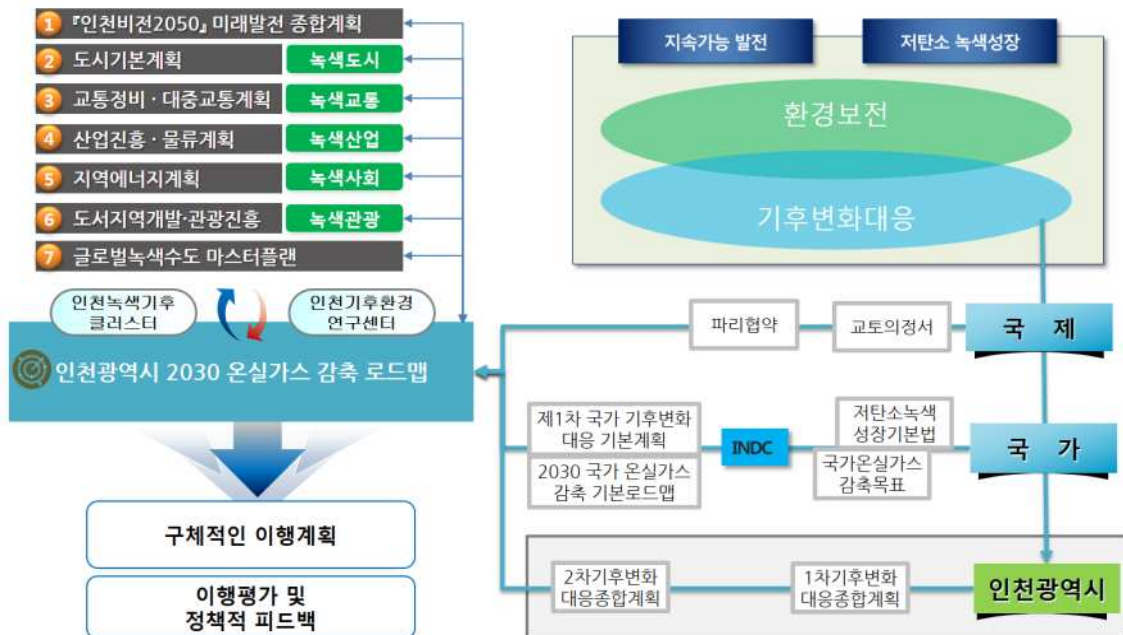 1 『인천비전2050』 미래발전 종합계획
2 도시기본계획 녹색도시
3 교통정비·대중교통계획 녹색교통
4 산업진흥·물류계획 녹색산업
5 지역에너지계획 녹색사회
6 도서지역개발·관광진흥 녹색관광
7 글로벌녹색수도 마스터플랜
인천녹색기후
클러스터
인천기후환경
연구센터
인천광역시 2030 온실가스 감축 로드맵
구체적인 이행계획
이행평가 및
정책적 피드백
지속가능 발전
저탄소 녹색성장
환경보전
기후변화대응
파리협약
교토의정서
국 제
제1차 국가 기후변화
대응 기본계획
2030 국가 온실가스
감축 기본로드맵
INDC
저탄소녹색
성장기본법
국가온실가스
감축목표
국 가
2차기후변화
대응종합계획
1차기후변화
대응종합계획
인천광역시